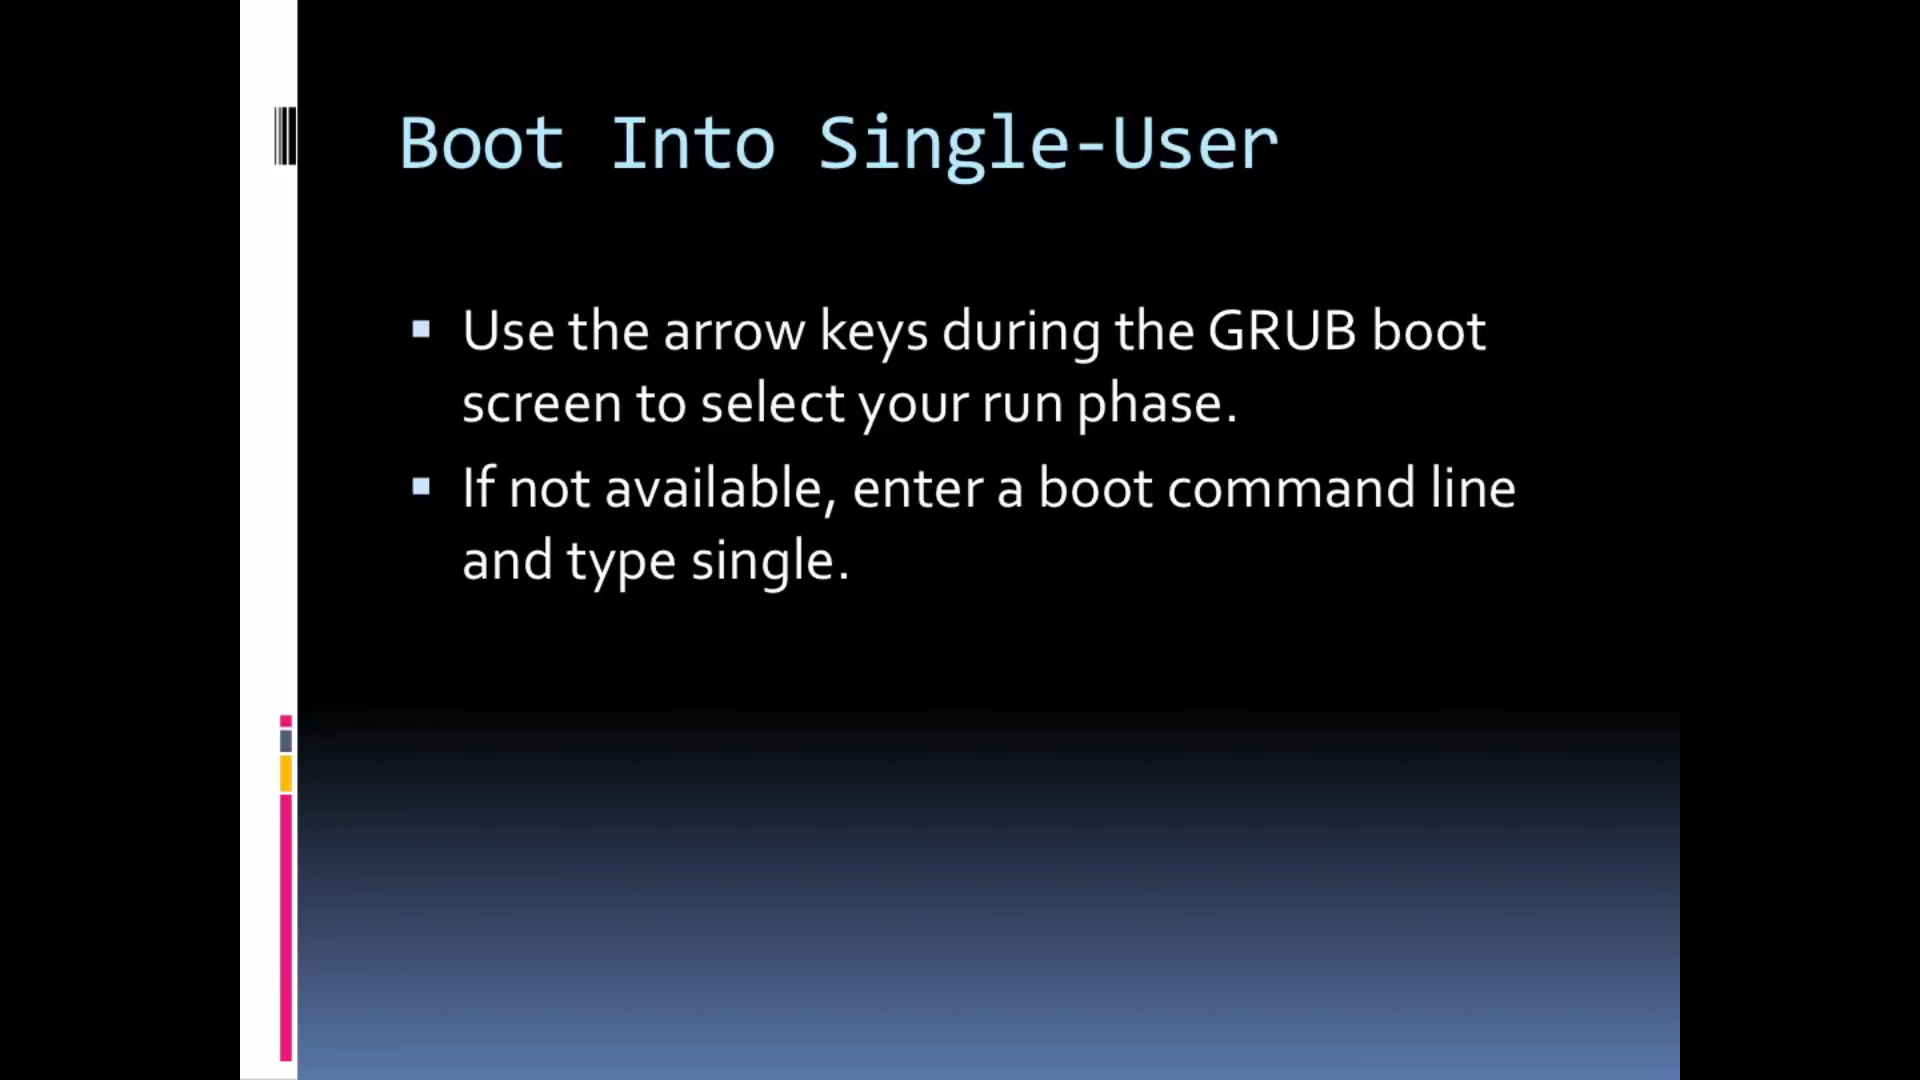 Boot Into Single-User
Use the arrow keys during the GRUB boot
screen to select your run phase.
If not available, enter a boot command line
and type single.